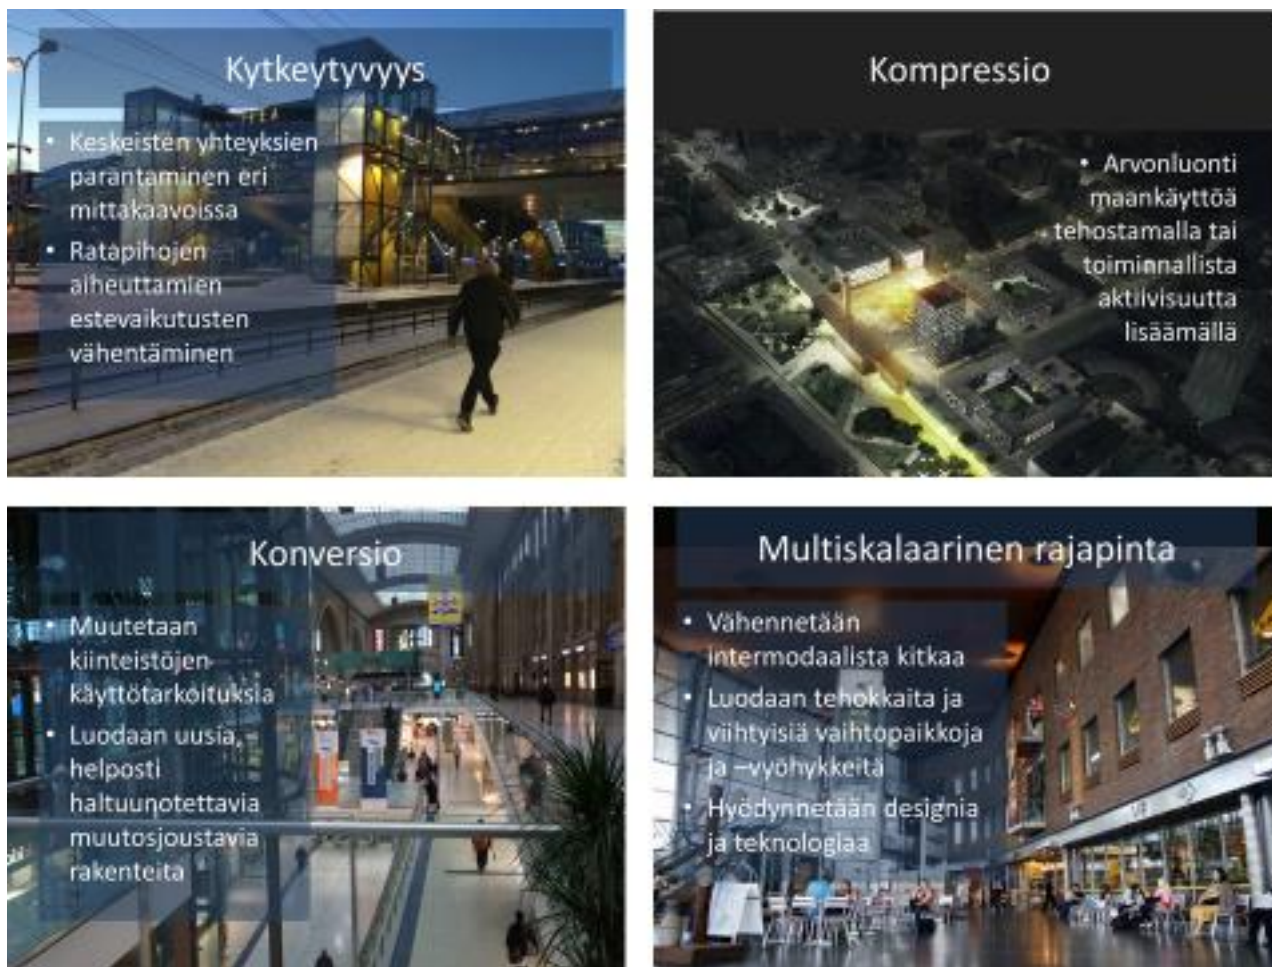 Kytkeytyvyys
• Keskeisten yhteyksien
parantaminen eri
mittakaavoissa
• Ratapihojen
aiheuttamien
estevaikutusten
vähentäminen
Kompressio
• Arvonluonti
maankäyttöä
tehostamalla tai
toiminnallista
aktiivisuutta
lisäämällä
Konversio
• Muutetaan
kiinteistöjen
käyttötarkoituksia
• Luodaan uusia,
helposti
haltuunotettavia
muutosjoustavia
rakenteita
Multiskalaarinen rajapinta
• Vähennetään
intermodaalista kitkaa
• Luodaan tehokkaita ja
viihtyisiä vaihtopaikkoja
ja –vyöhykkeitä
• Hyödynnetään designia
ja teknologiaa